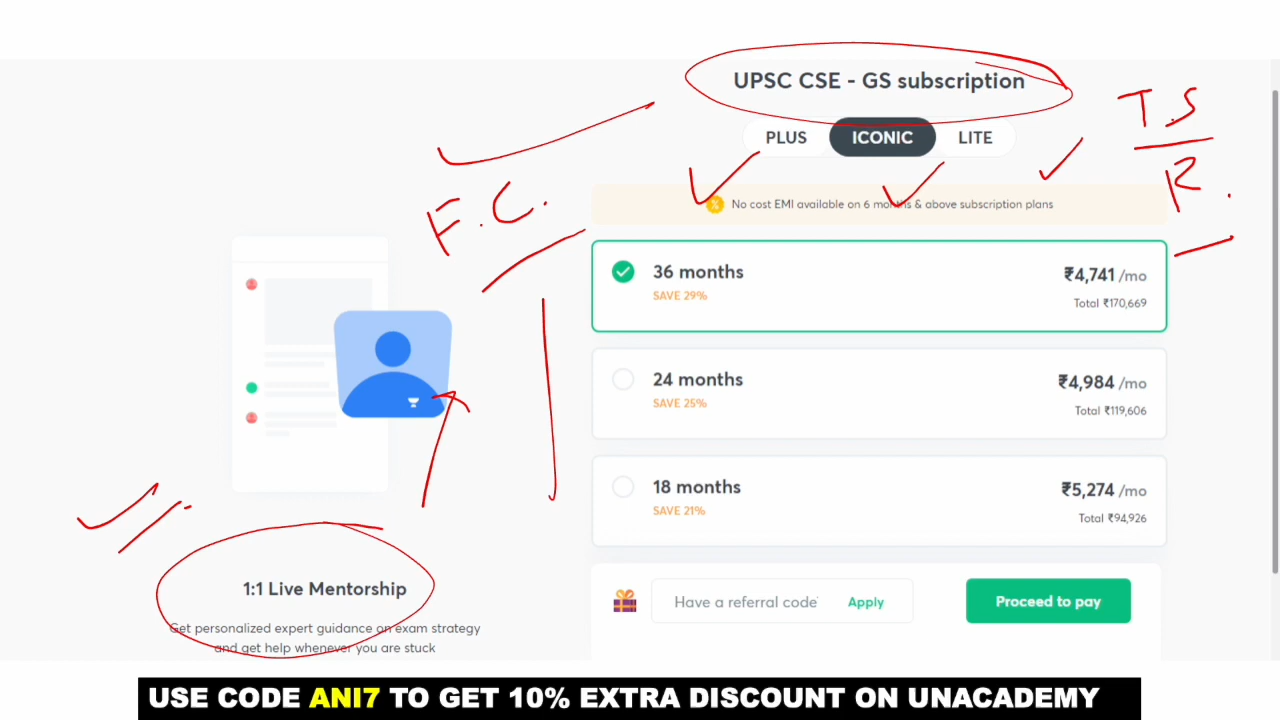 UPSC CSE - GS subscription
PLUS ICONIC LITE
T.S
R.
F.C.
No cost EMI available on 6 months & above subscription plans
36 months
SAVE 29%
₹4,741 /mo
Total ₹170,669
24 months
SAVE 25%
₹4,984 /mo
Total ₹119,606
18 months
SAVE 21%
₹5,274 /mo
Total ₹94,926
1:1 Live Mentorship
Get personalized expert guidance on exam strategy
and get help whenever you are stuck
Have a referral code? Apply
Proceed to pay
USE CODE ANI7 TO GET 10% EXTRA DISCOUNT ON UNACADEMY